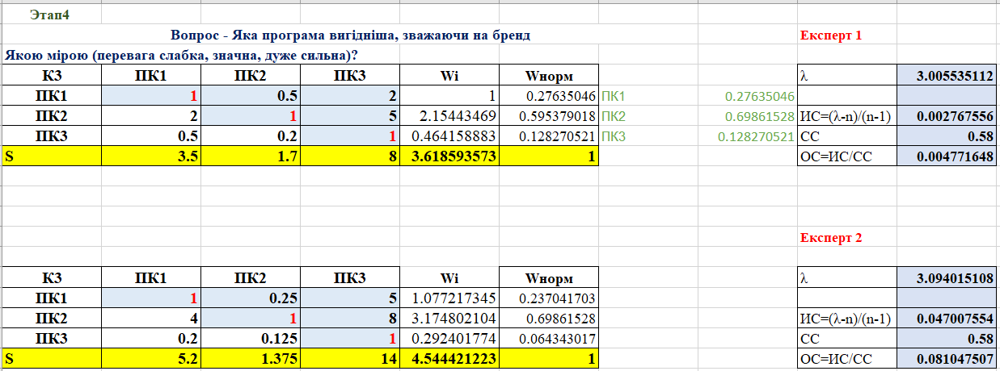 Этап4
Вопрос - Яка програма вигідніша, зважаючи на бренд
Експерт 1
Якою мірою (перевага слабка, значна, дуже сильна)?
К3 ПК1 ПК2 ПК3 Wi Wнорм λ 3.005535112
ПК1 1 0.5 2 1 0.27635046 ПК1 0.27635046
ПК2 2 1 5 2.15443469 0.595379018 ПК2 0.69861528 ИС=(λ-n)/(n-1) 0.002767556
ПК3 0.5 0.2 1 0.464158883 0.128270521 ПК3 0.128270521 СС 0.58
S 3.5 1.7 8 3.618593573 1 ОС=ИС/СС 0.004771648
Експерт 2
К3 ПК1 ПК2 ПК3 Wi Wнорм λ 3.094015108
ПК1 1 0.25 5 1.077217345 0.237041703
ПК2 4 1 8 3.174802104 0.69861528 ИС=(λ-n)/(n-1) 0.047007554
ПК3 0.2 0.125 1 0.292401774 0.064343017 СС 0.58
S 5.2 1.375 14 4.544421223 1 ОС=ИС/СС 0.081047507